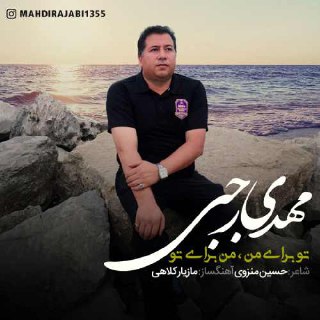 MAHDIRAJABI1355
مهدی رجبی
تو برای من ، من برای تو
شاعر: حسین منزوی آهنگساز: مازیار کلاهی